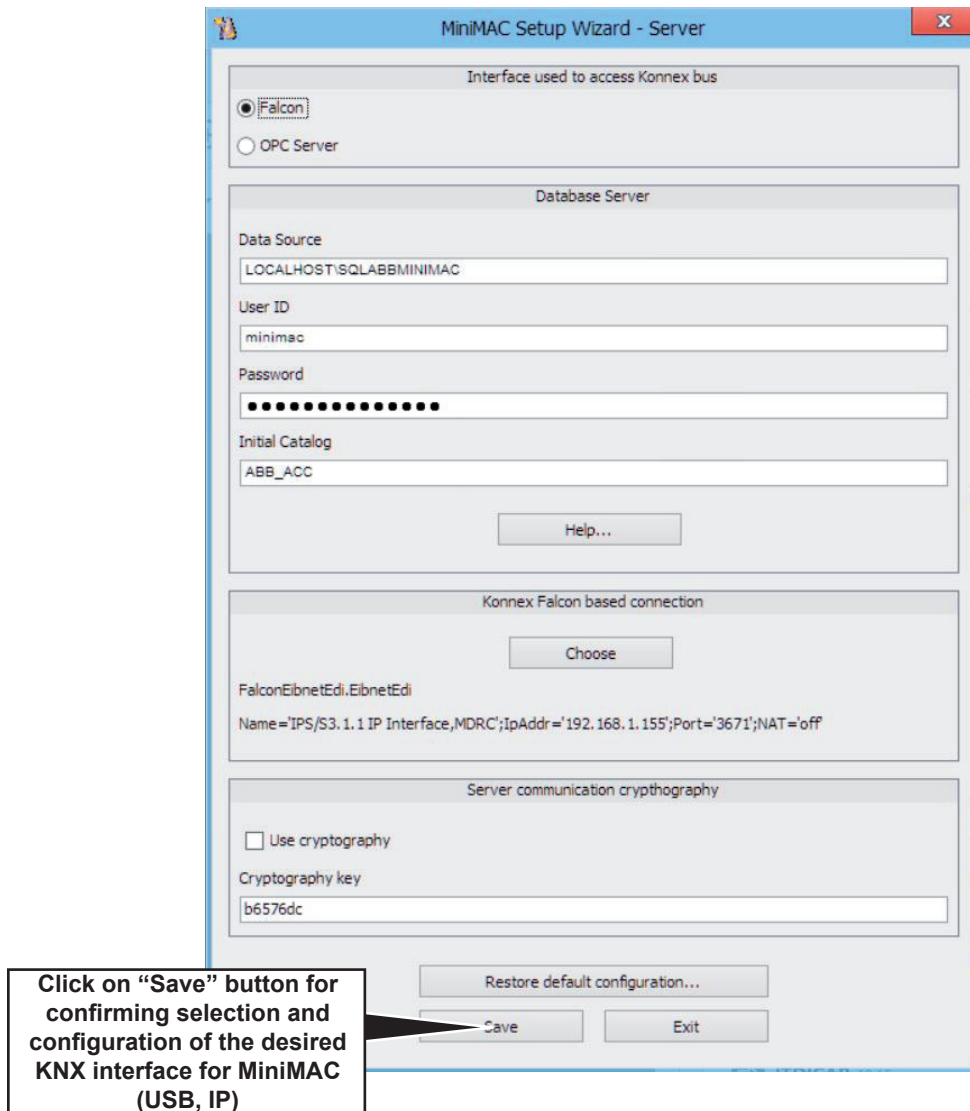 MiniMAC Setup Wizard - Server
x
Interface used to access Konnex bus
Falcon
OPC Server
Database Server
Data Source
LOCALHOST\SQLABBMINIMAC
User ID
minimac
Password
●●●●●●●●●●●●●●
Initial Catalog
ABB_ACC
Help...
Konnex Falcon based connection
Choose
FalconEibnetEdi.EibnetEdi
Name='IPS/S3.1.1 IP Interface,MDRC';IpAddr='192.168.1.155';Port='3671';NAT='off'
Server communication crypthography
Use cryptography
Cryptography key
b6576dc
Restore default configuration...
Save
Exit
Click on “Save” button for
confirming selection and
configuration of the desired
KNX interface for MiniMAC
(USB, IP)